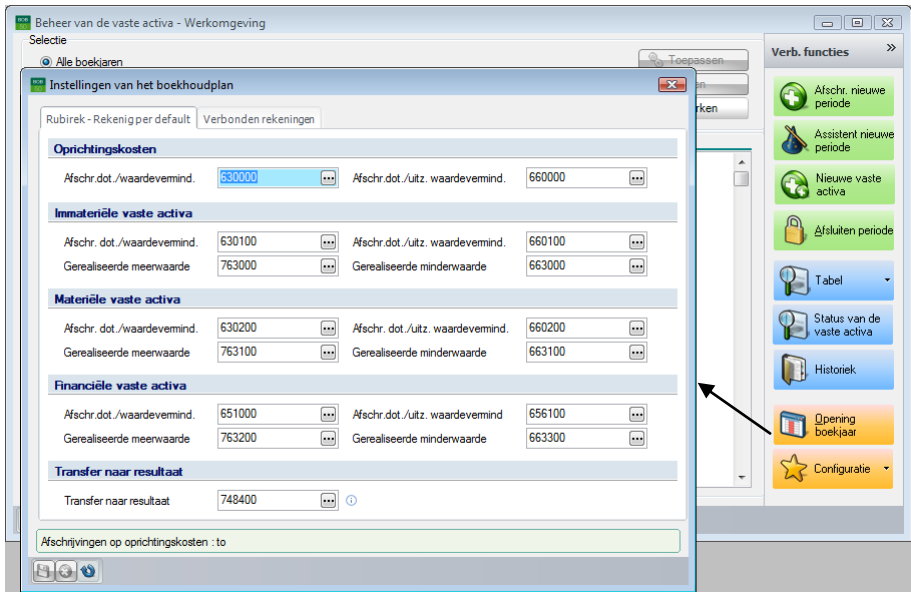 Beheer van de vaste activa - Werkomgeving
Selectie
Alle boekjaren
Toepassen
en
rken
Instellingen van het boekhoudplan
Rubirek - Rekenig per default
Verbonden rekeningen
Oprichtingskosten
Afschr.dot./waardevermind. 630000 ... Afschr.dot./uitz. waardevermind. 660000 ...
Immateriële vaste activa
Afschr. dot./waardevermind. 630100 ... Afschr.dot./uitz. waardevermind. 660100 ...
Gerealiseerde meerwaarde 763000 ... Gerealiseerde minderwaarde 663000 ...
Materiële vaste activa
Afschr. dot./waardevermind. 630200 ... Afschr. dot./uitz. waardevermind. 660200 ...
Gerealiseerde meerwaarde 763100 ... Gerealiseerde minderwaarde 663100 ...
Financiële vaste activa
Afschr.dot./waardevemind. 651000 ... Afschr.dot./uitz. waardevermind 656100 ...
Gerealiseerde meerwaarde 763200 ... Gerealiseerde minderwaarde 663300 ...
Transfer naar resultaat
Transfer naar resultaat 748400 ...
Afschrijvingen op oprichtingskosten : to
Verb. functies »
Afschr. nieuwe
periode
Assistent nieuwe
periode
Nieuwe vaste
activa
Afsluiten periode
Tabel
Status van de
vaste activa
Historiek
Opening
boekjaar
Configuratie